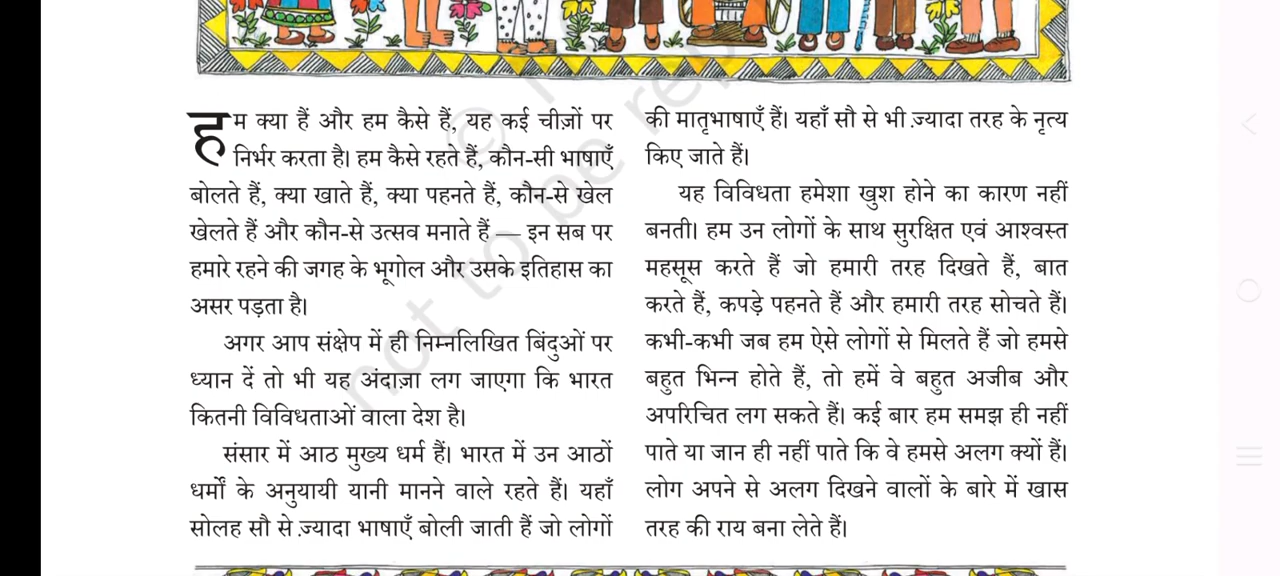 हम क्या हैं और हम कैसे हैं, यह कई चीज़ों पर
निर्भर करता है। हम कैसे रहते हैं, कौन-सी भाषाएँ
बोलते हैं, क्या खाते हैं, क्या पहनते हैं, कौन-से खेल
खेलते हैं और कौन-से उत्सव मनाते हैं — इन सब पर
हमारे रहने की जगह के भूगोल और उसके इतिहास का
असर पड़ता है।
अगर आप संक्षेप में ही निम्नलिखित बिंदुओं पर
ध्यान दें तो भी यह अंदाज़ा लग जाएगा कि भारत
कितनी विविधताओं वाला देश है।
संसार में आठ मुख्य धर्म हैं। भारत में उन आठों
धर्मों के अनुयायी यानी मानने वाले रहते हैं। यहाँ
सोलह सौ से ज़्यादा भाषाएँ बोली जाती हैं जो लोगों
की मातृभाषाएँ हैं। यहाँ सौ से भी ज़्यादा तरह के नृत्य
किए जाते हैं।
यह विविधता हमेशा खुश होने का कारण नहीं
बनती। हम उन लोगों के साथ सुरक्षित एवं आश्वस्त
महसूस करते हैं जो हमारी तरह दिखते हैं, बात
करते हैं, कपड़े पहनते हैं और हमारी तरह सोचते हैं।
कभी-कभी जब हम ऐसे लोगों से मिलते हैं जो हमसे
बहुत भिन्न होते हैं, तो हमें वे बहुत अजीब और
अपरिचित लग सकते हैं। कई बार हम समझ ही नहीं
पाते या जान ही नहीं पाते कि वे हमसे अलग क्यों हैं।
लोग अपने से अलग दिखने वालों के बारे में खास
तरह की राय बना लेते हैं।
not to be rep